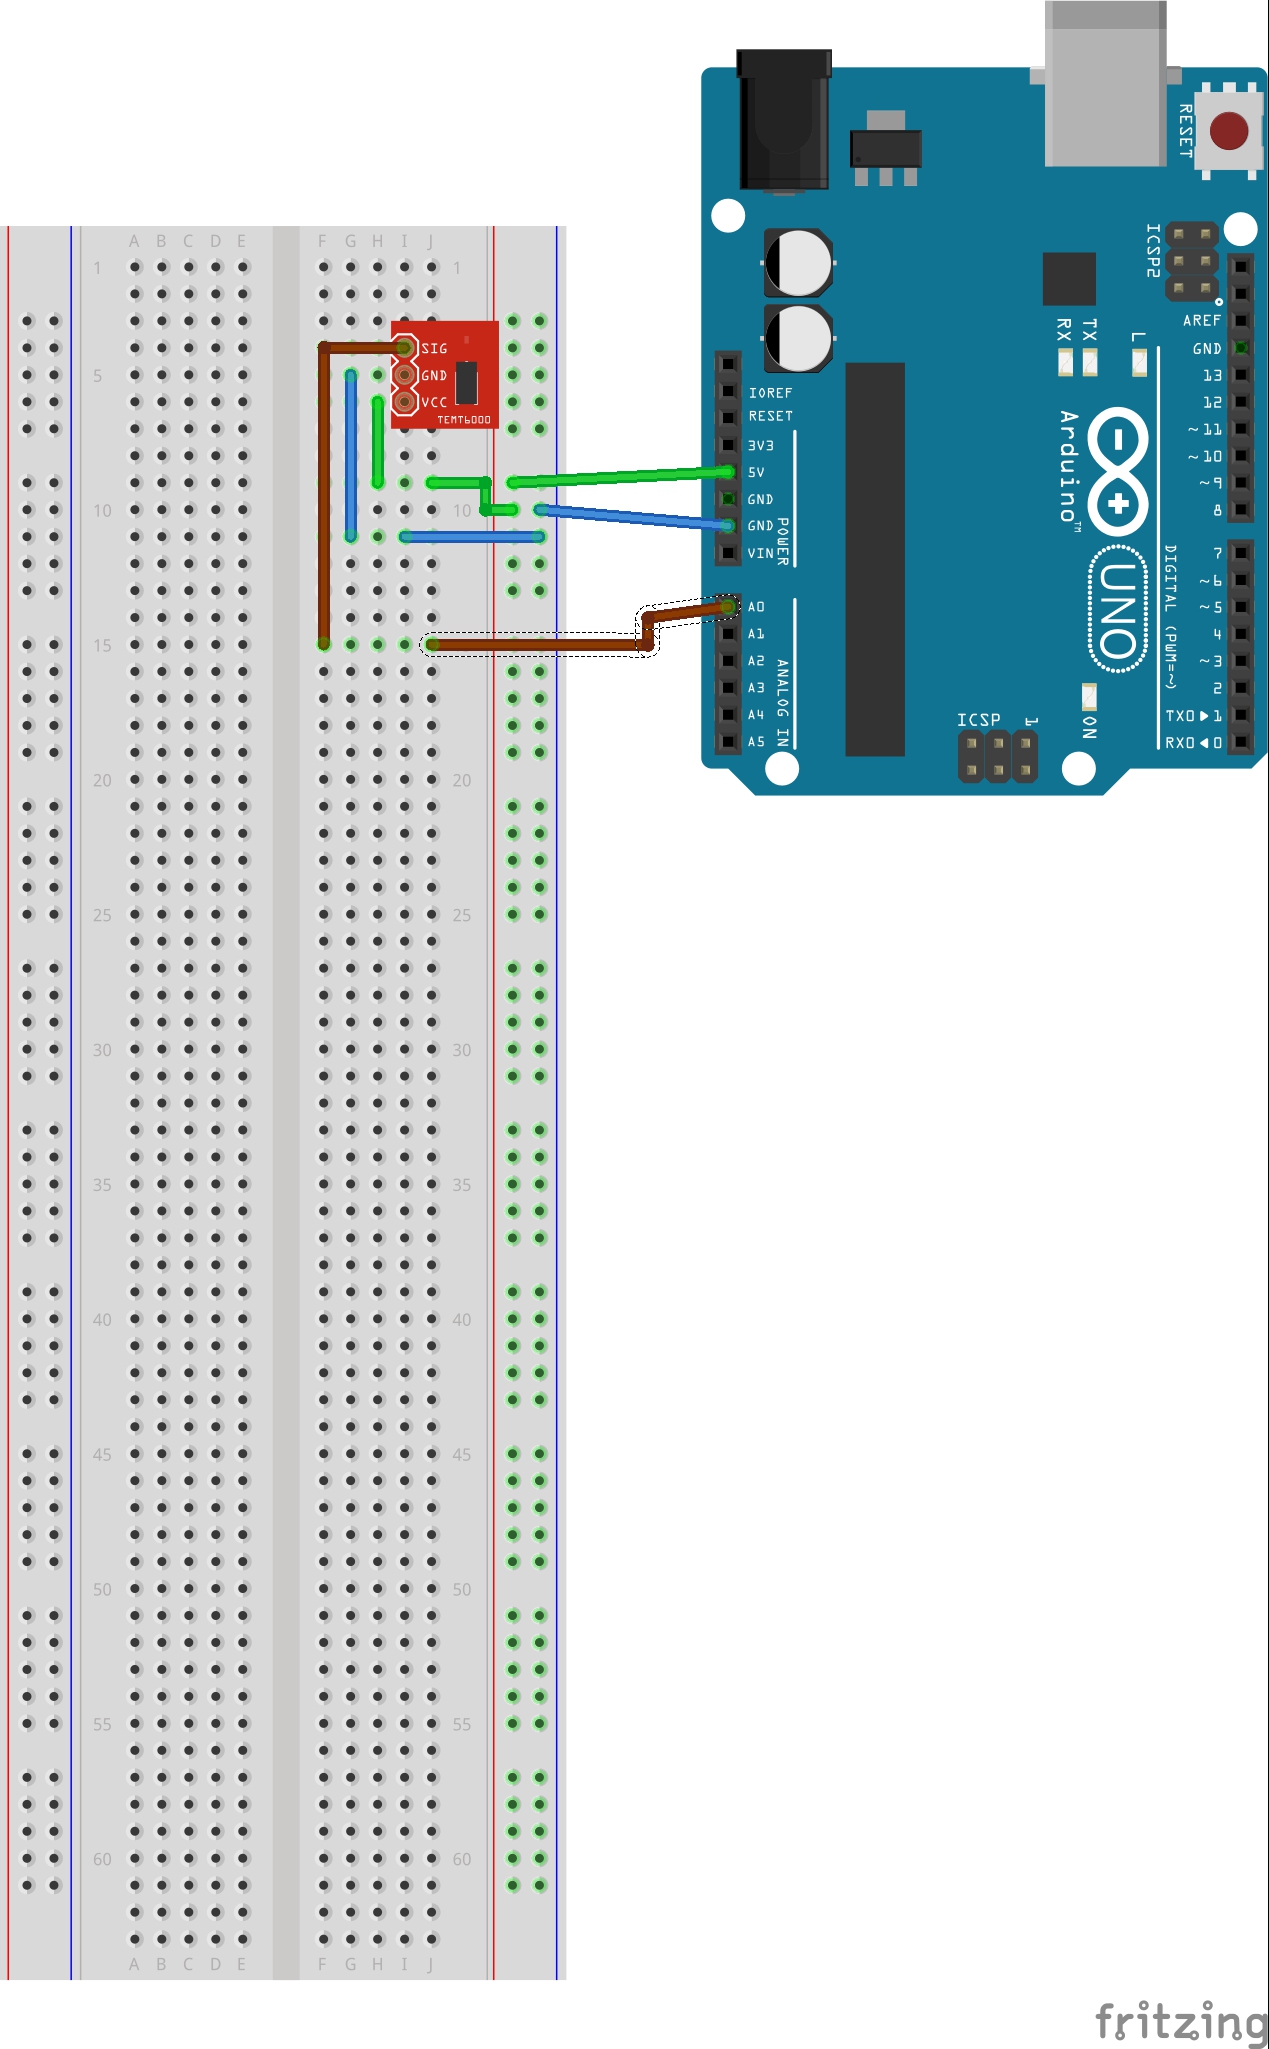 RESET
ICSP2
A B C D E F G H I J
1 1
SIG
GND
VCC
TEMT6000
5 5
10 10
15 15
20 20
25 25
30 30
35 35
40 40
45 45
50 50
55 55
60 60
A B C D E F G H I J
IOREF
RESET
3V3
5V
GND
GND
VIN
POWER
A0
A1
A2
A3
A4
A5
ANALOG IN
RX
TX
L
Arduino™
UNO
ON
ICSP 1
AREF
GND
13
12
~11
~10
~9
8
7
~6
~5
4
~3
2
TX0▶1
RX0◀0
DIGITAL (PWM=~)
fritzing